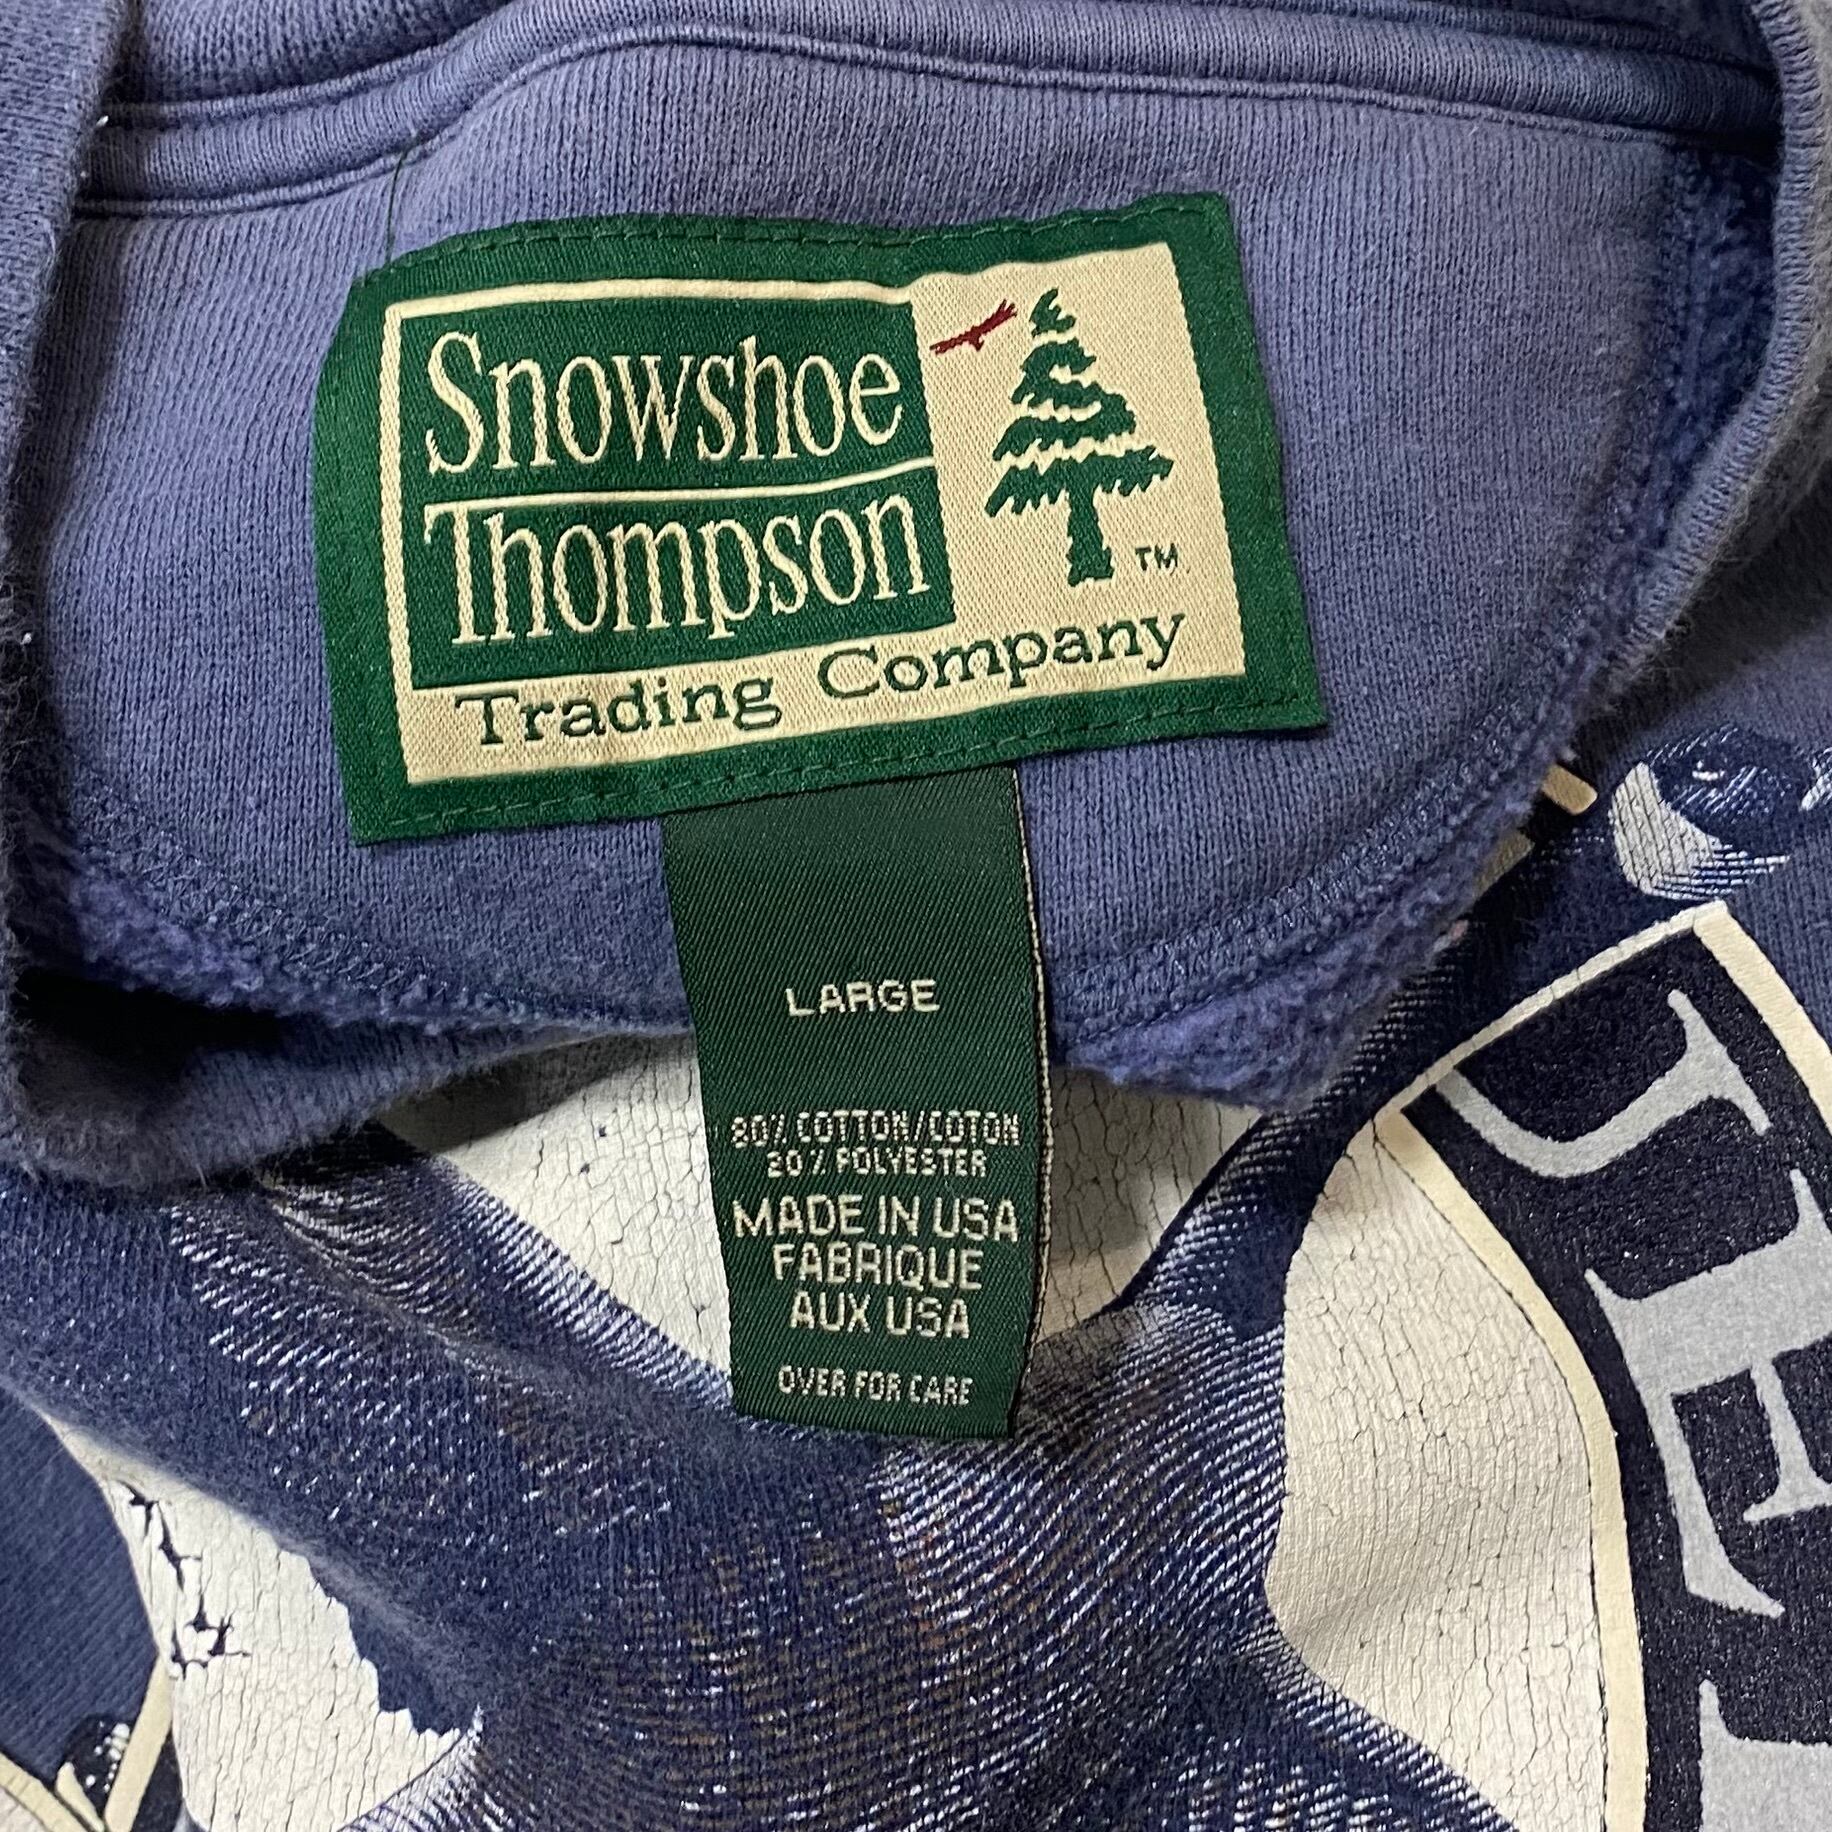 Snowshoe
Thompson
TM
Trading Company
LARGE
80% COTTON/COTON
20% POLYESTER
MADE IN USA
FABRIQUE
AUX USA
OVER FOR CARE